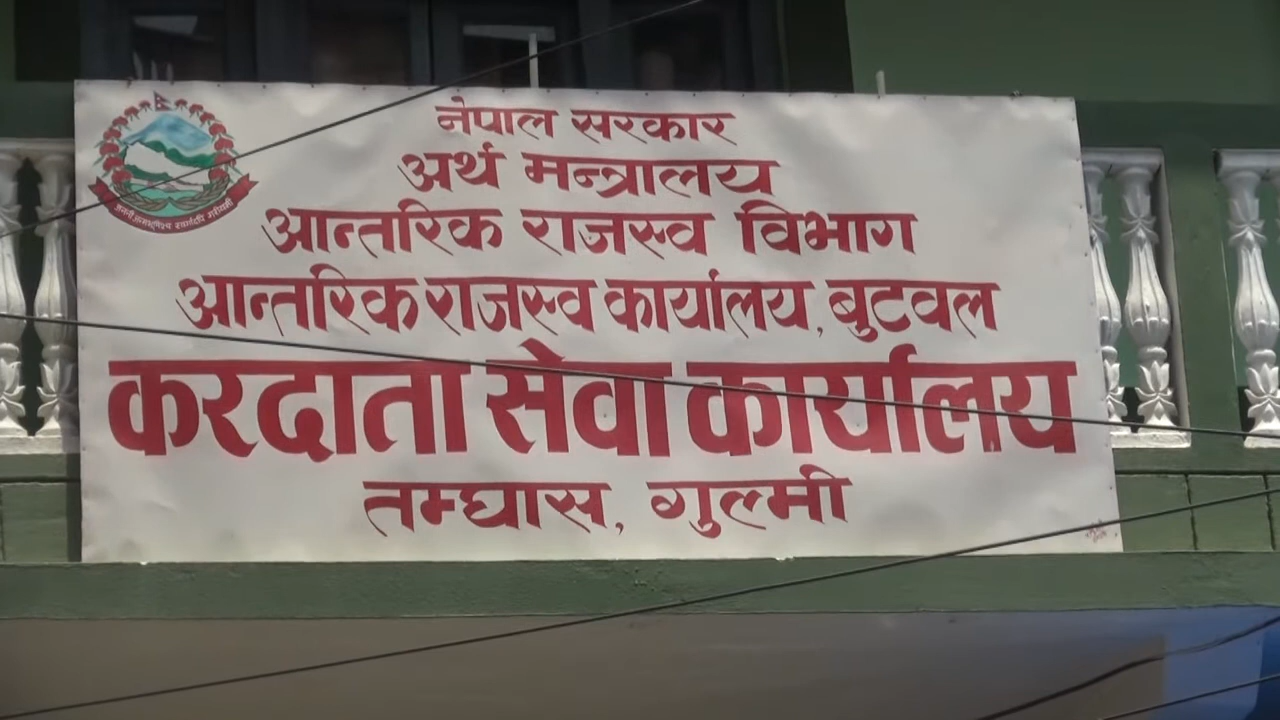 नेपाल सरकार
अर्थ मन्त्रालय
आन्तरिक राजस्व विभाग
आन्तरिक राजस्व कार्यालय, बुटवल
करदाता सेवा कार्यालय
तम्घास, गुल्मी